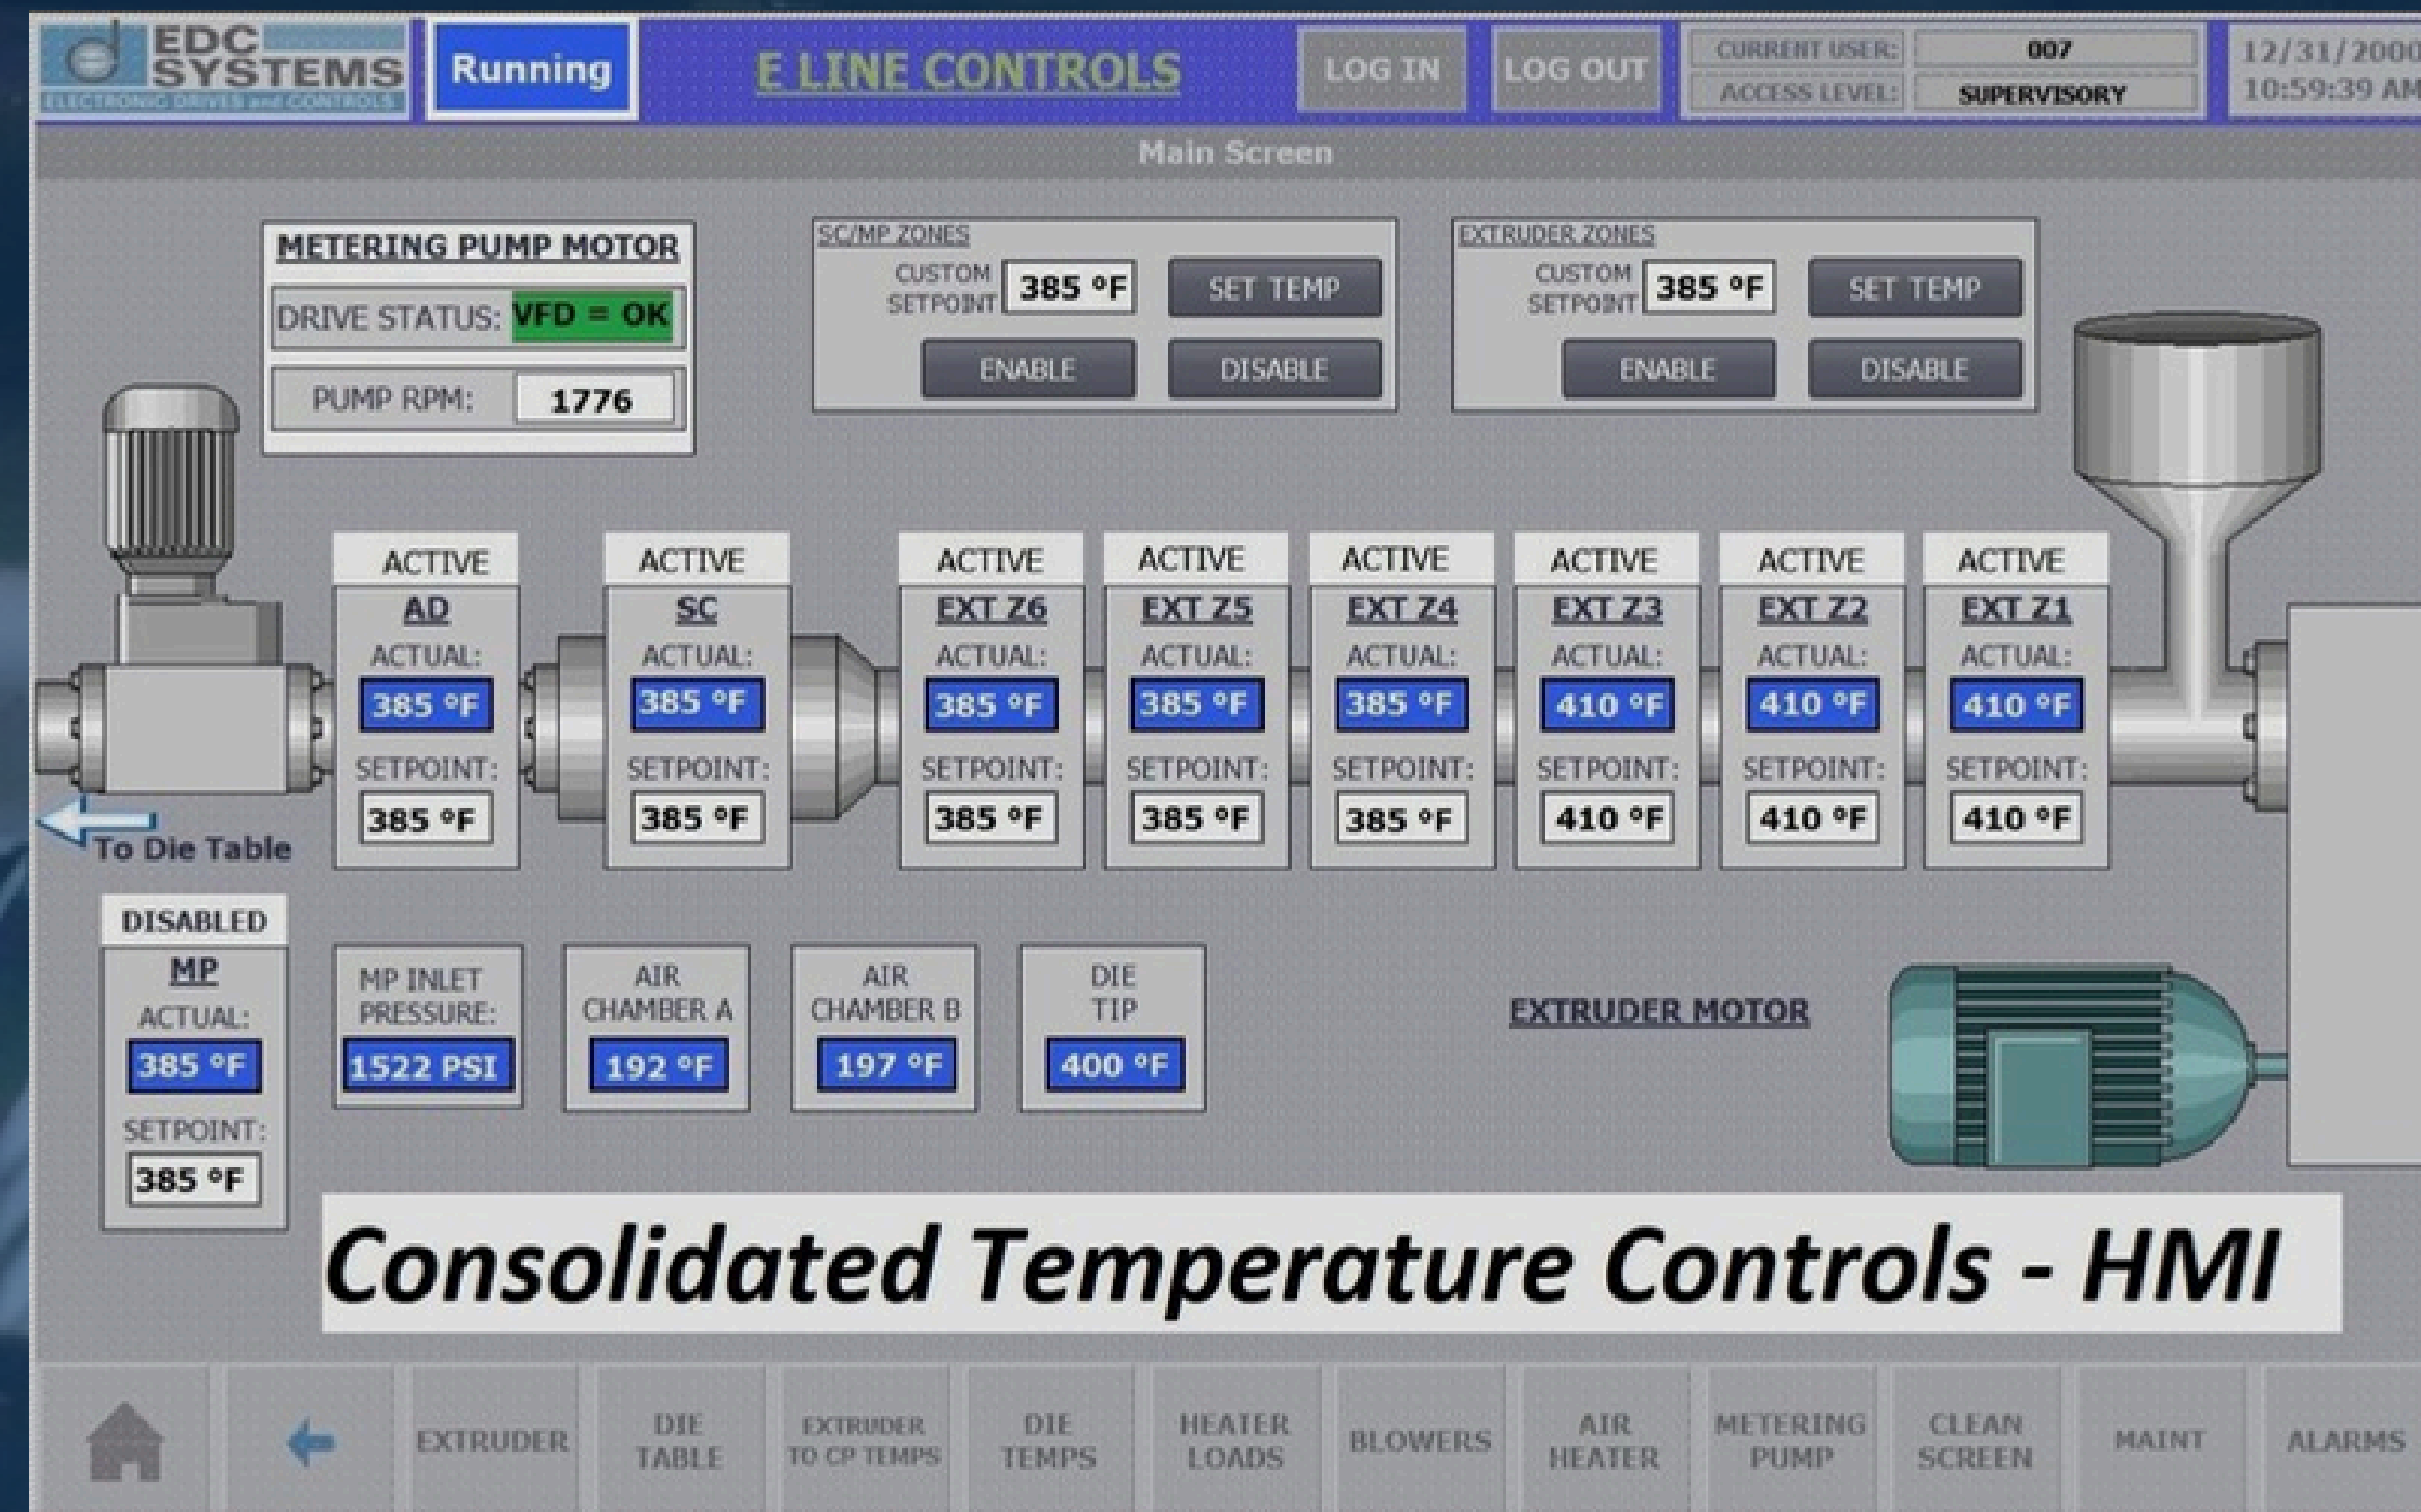 EDC
SYSTEMS
ELECTRONIC DRIVES and CONTROLS
Running
E LINE CONTROLS
LOG IN
LOG OUT
CURRENT USER: 007
ACCESS LEVEL: SUPERVISORY
12/31/2000
10:59:39 AM
Main Screen
METERING PUMP MOTOR
DRIVE STATUS: VFD = OK
PUMP RPM: 1776
SC/MP ZONES
CUSTOM
SETPOINT
385 °F
SET TEMP
ENABLE
DISABLE
EXTRUDER ZONES
CUSTOM
SETPOINT
385 °F
SET TEMP
ENABLE
DISABLE
ACTIVE
AD
ACTUAL:
385 °F
SETPOINT:
385 °F
ACTIVE
SC
ACTUAL:
385 °F
SETPOINT:
385 °F
ACTIVE
EXT Z6
ACTUAL:
385 °F
SETPOINT:
385 °F
ACTIVE
EXT Z5
ACTUAL:
385 °F
SETPOINT:
385 °F
ACTIVE
EXT Z4
ACTUAL:
385 °F
SETPOINT:
385 °F
ACTIVE
EXT Z3
ACTUAL:
410 °F
SETPOINT:
410 °F
ACTIVE
EXT Z2
ACTUAL:
410 °F
SETPOINT:
410 °F
ACTIVE
EXT Z1
ACTUAL:
410 °F
SETPOINT:
410 °F
To Die Table
DISABLED
MP
ACTUAL:
385 °F
SETPOINT:
385 °F
MP INLET
PRESSURE:
1522 PSI
AIR
CHAMBER A
192 °F
AIR
CHAMBER B
197 °F
DIE
TIP
400 °F
EXTRUDER MOTOR
Consolidated Temperature Controls - HMI
EXTRUDER
DIE
TABLE
EXTRUDER
TO CP TEMPS
DIE
TEMPS
HEATER
LOADS
BLOWERS
AIR
HEATER
METERING
PUMP
CLEAN
SCREEN
MAINT
ALARMS